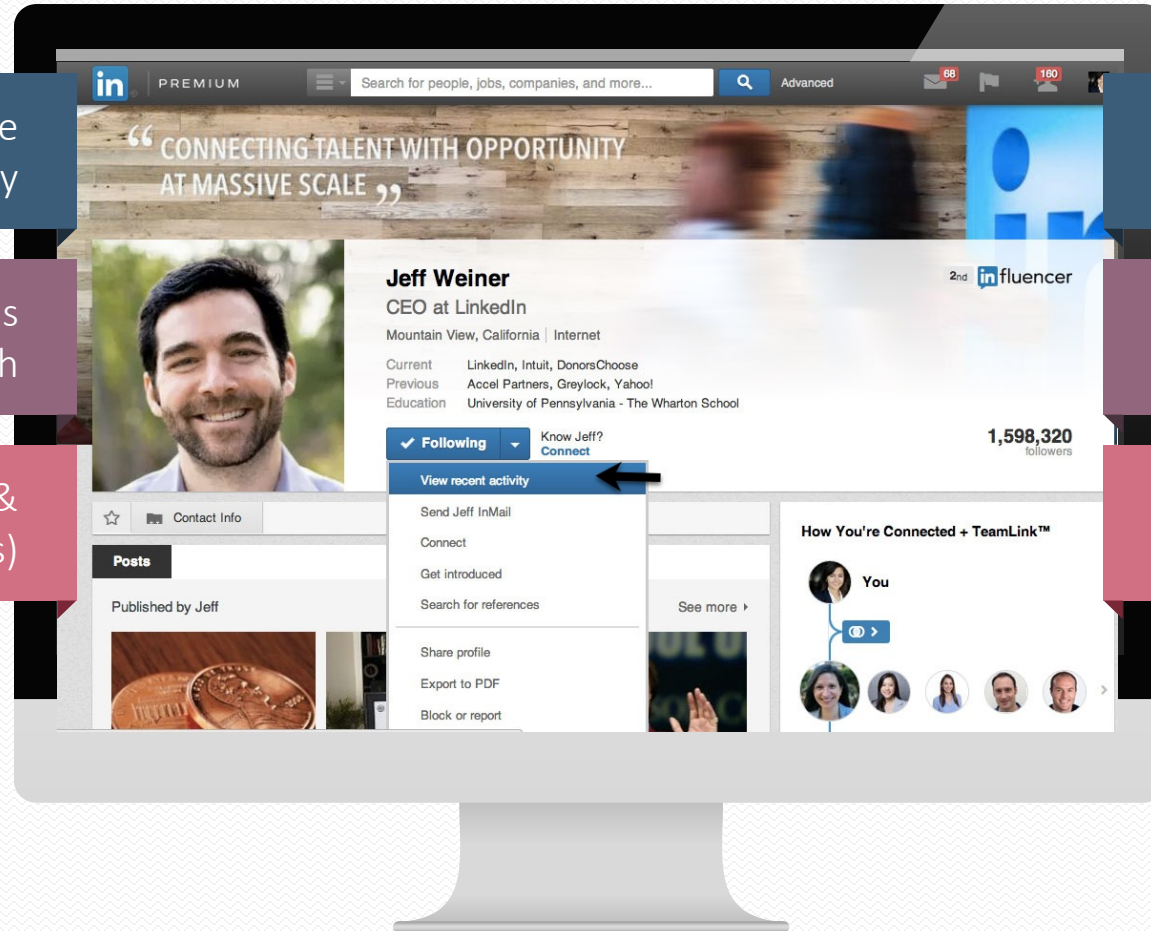 in PREMIUM Search for people, jobs, companies, and more... Advanced 68 160
“ CONNECTING TALENT WITH OPPORTUNITY
AT MASSIVE SCALE ”
e
y
s
h
&
s)
Jeff Weiner
2nd influencer
CEO at LinkedIn
Mountain View, California | Internet
Current LinkedIn, Intuit, DonorsChoose
Previous Accel Partners, Greylock, Yahoo!
Education University of Pennsylvania - The Wharton School
Following
Know Jeff?
Connect
1,598,320
followers
View recent activity
Send Jeff InMail
Connect
Get introduced
Search for references
Share profile
Export to PDF
Block or report
Contact Info
Posts
Published by Jeff
See more
How You're Connected + TeamLink™
You